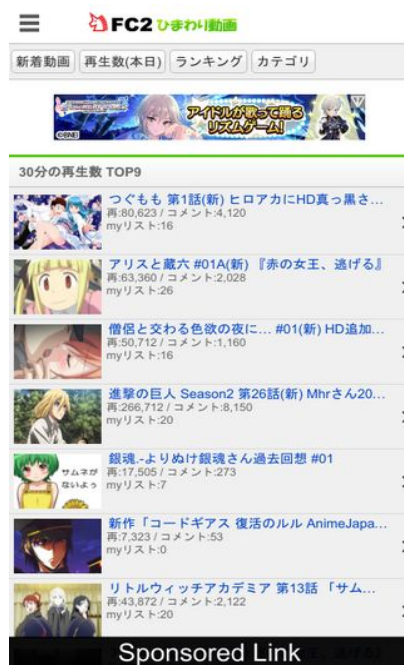 FC2 ひまわり動画
新着動画 再生数(本日) ランキング カテゴリ
アイドルが歌って踊る
リズムゲーム!
©BNEI
30分の再生数 TOP9
つぐもも 第1話(新) ヒロアカにHD真っ黒さ...
再:80,623 / コメント:4,120
myリスト:16
アリスと蔵六 #01A(新) 『赤の女王、逃げる』
再:63,360 / コメント:2,028
myリスト:26
僧侶と交わる色欲の夜に... #01(新) HD追加...
再:50,712 / コメント:1,160
myリスト:16
進撃の巨人 Season2 第26話(新) Mhrさん20...
再:266,712 / コメント:8,150
myリスト:20
銀魂.-よりぬけ銀魂さん過去回想 #01
再:17,505 / コメント:273
myリスト:7
サムネが
ないよぅ
新作「コードギアス 復活のルル AnimeJapa...
再:7,323 / コメント:53
myリスト:0
リトルウィッチアカデミア 第13話 「サム...
再:43,872 / コメント:2,122
myリスト:20
Sponsored Link